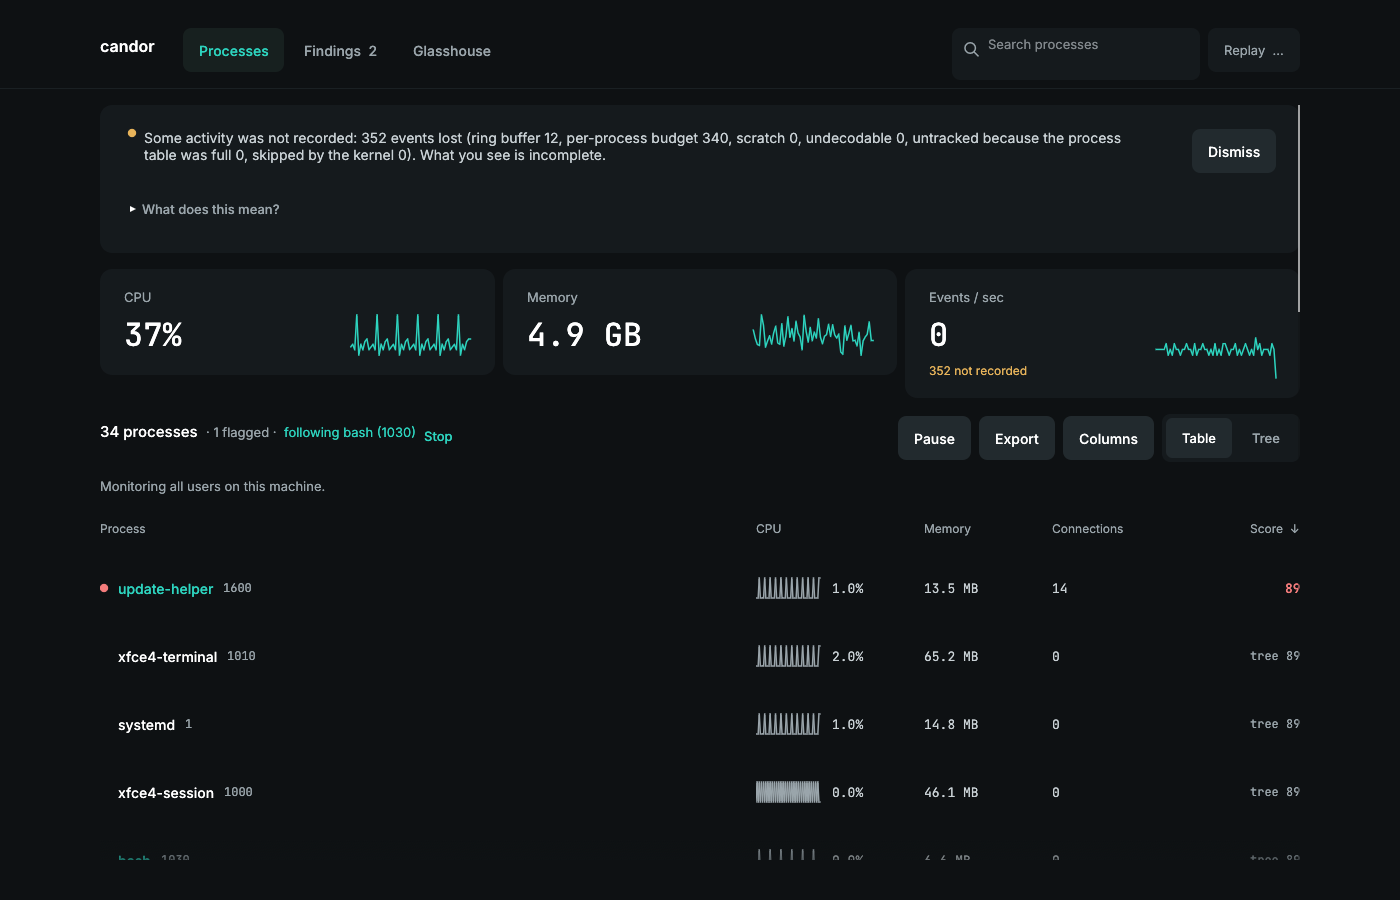 candor
Processes
Findings 2
Glasshouse
Search processes
Replay ...
Some activity was not recorded: 352 events lost (ring buffer 12, per-process budget 340, scratch 0, undecodable 0, untracked because the process
table was full 0, skipped by the kernel 0). What you see is incomplete.
Dismiss
What does this mean?
CPU
37%
Memory
4.9 GB
Events / sec
0
352 not recorded
34 processes · 1 flagged · following bash (1030) Stop
Pause
Export
Columns
Table
Tree
Monitoring all users on this machine.
Process CPU Memory Connections Score ↓
update-helper 1600 1.0% 13.5 MB 14 89
xfce4-terminal 1010 2.0% 65.2 MB 0 tree 89
systemd 1 1.0% 14.8 MB 0 tree 89
xfce4-session 1000 0.0% 46.1 MB 0 tree 89
bash 1030 tree 89